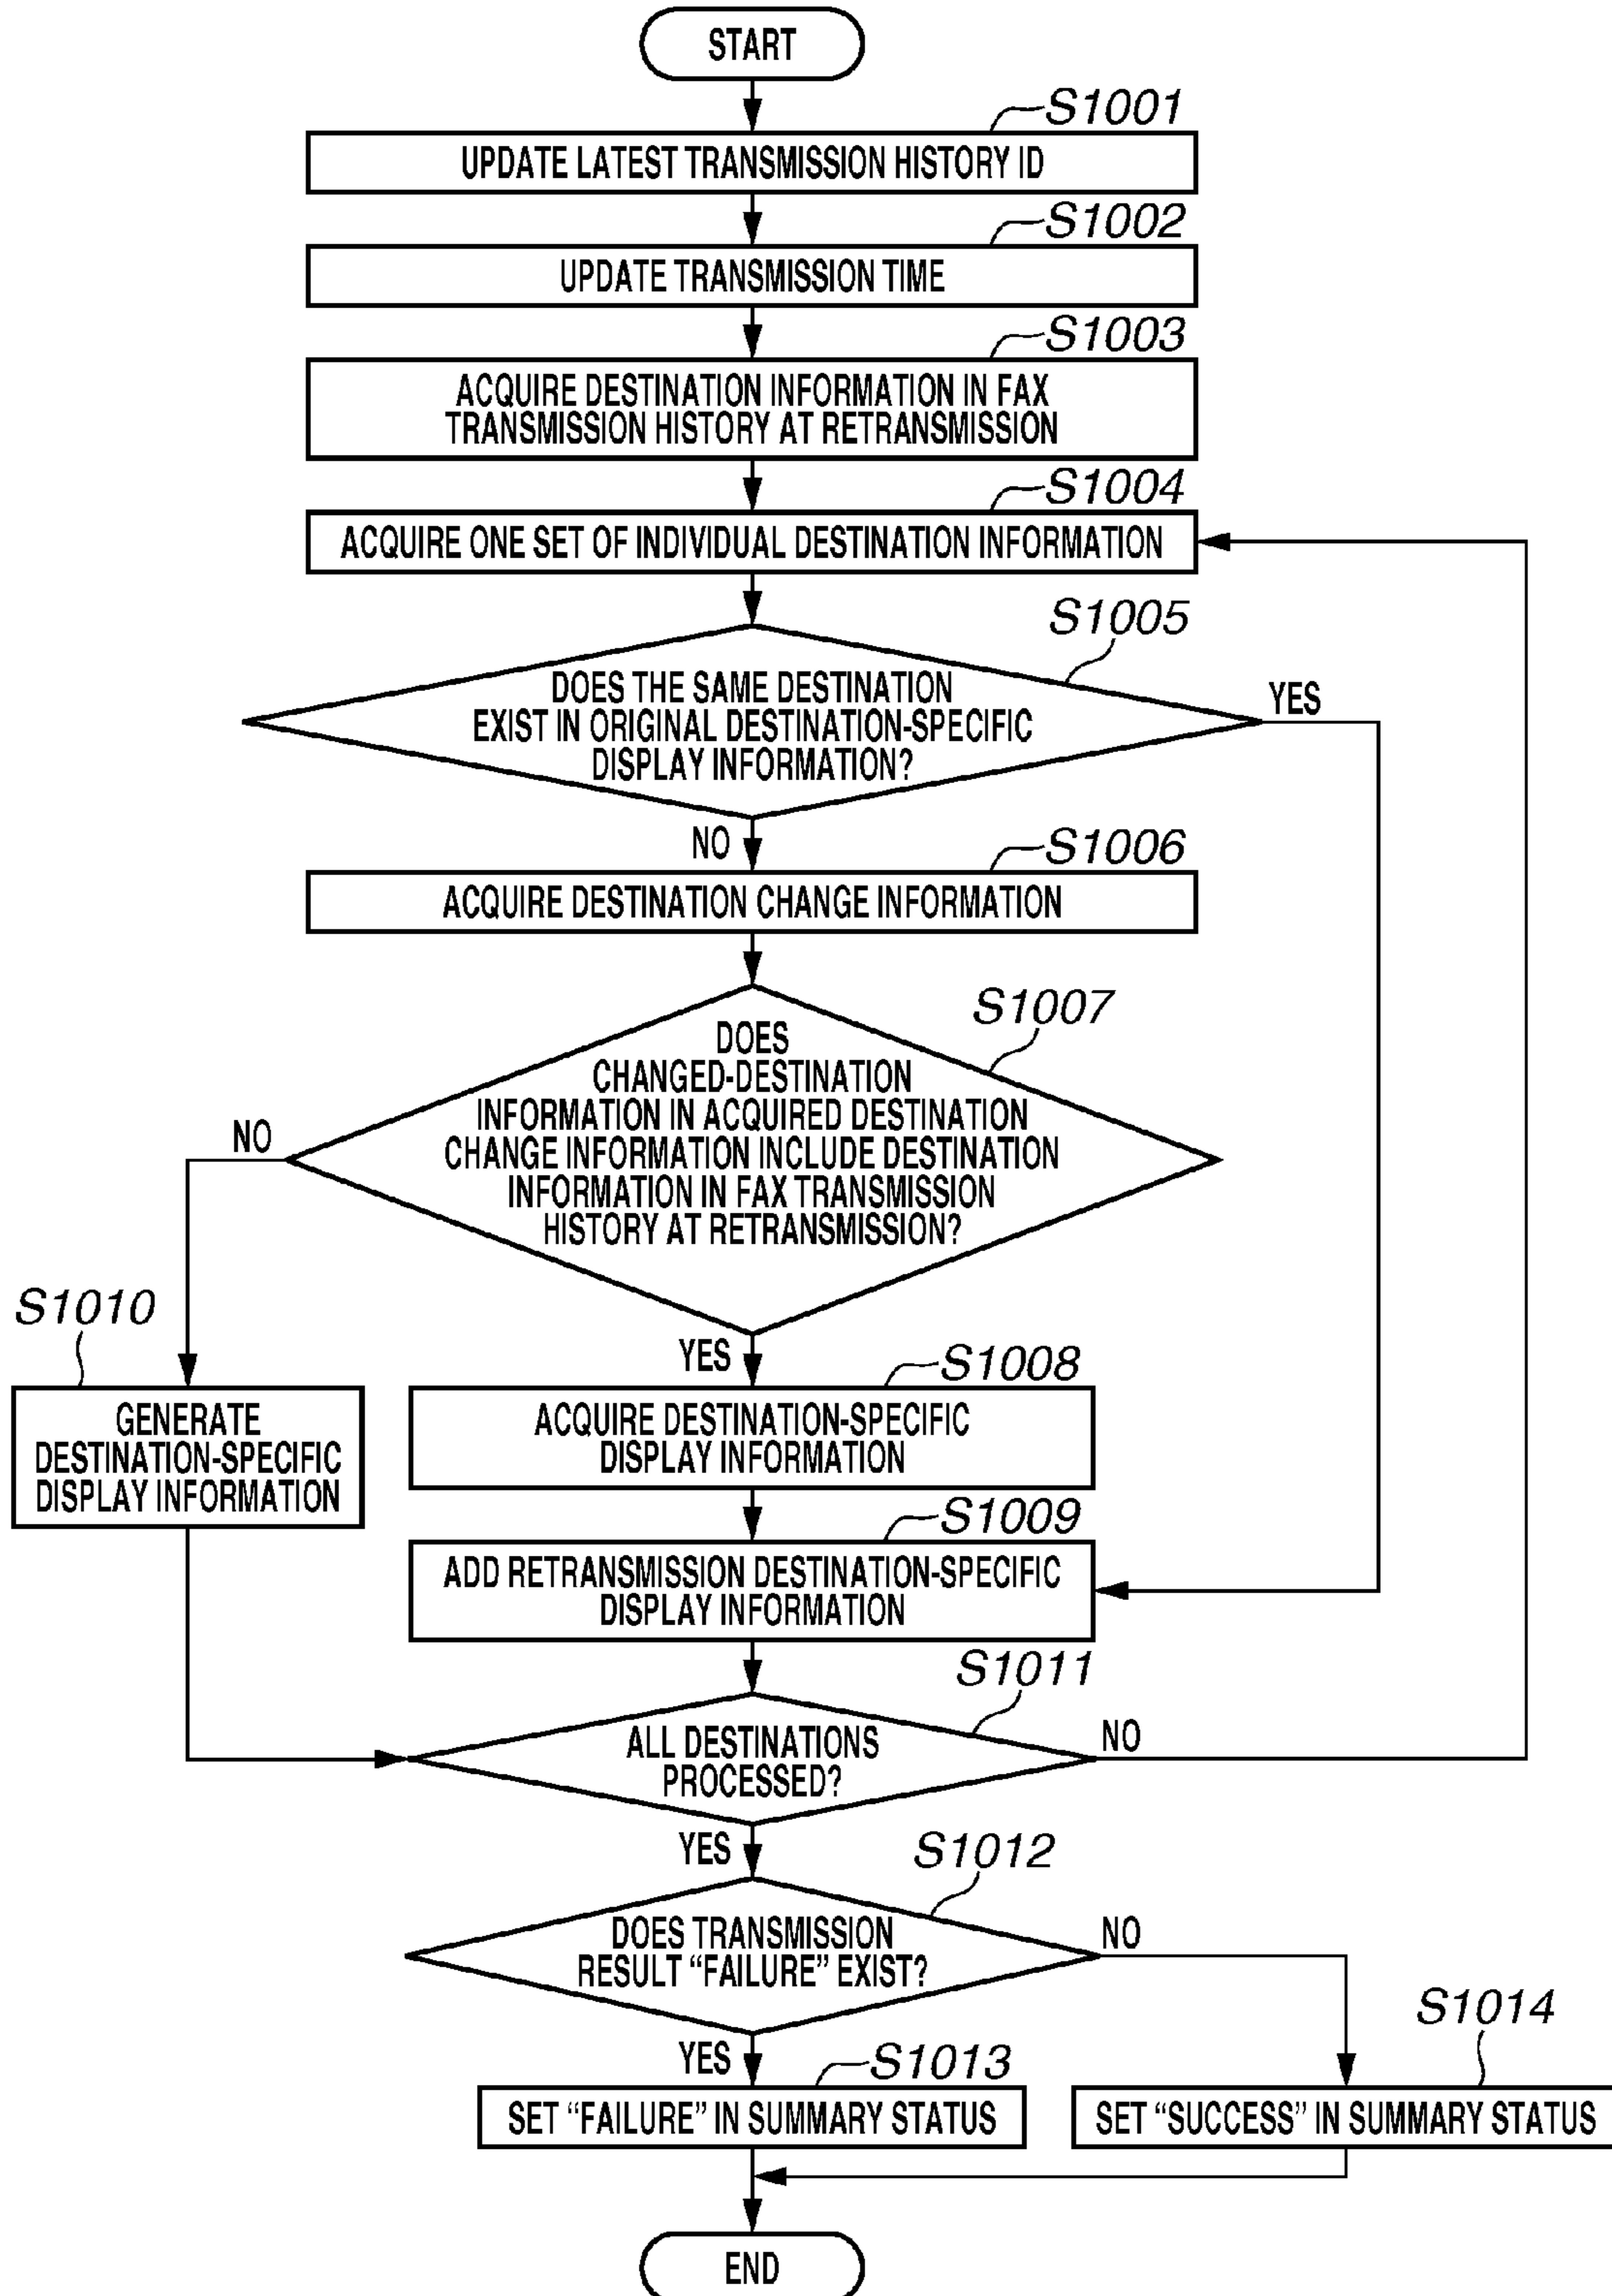 START
S1001
UPDATE LATEST TRANSMISSION HISTORY ID
S1002
UPDATE TRANSMISSION TIME
S1003
ACQUIRE DESTINATION INFORMATION IN FAX
TRANSMISSION HISTORY AT RETRANSMISSION
S1004
ACQUIRE ONE SET OF INDIVIDUAL DESTINATION INFORMATION
S1005
DOES THE SAME DESTINATION
EXIST IN ORIGINAL DESTINATION-SPECIFIC
DISPLAY INFORMATION?
YES
NO
S1006
ACQUIRE DESTINATION CHANGE INFORMATION
S1007
DOES
CHANGED-DESTINATION
INFORMATION IN ACQUIRED DESTINATION
CHANGE INFORMATION INCLUDE DESTINATION
INFORMATION IN FAX TRANSMISSION
HISTORY AT RETRANSMISSION?
NO
YES
S1010
GENERATE
DESTINATION-SPECIFIC
DISPLAY INFORMATION
S1008
ACQUIRE DESTINATION-SPECIFIC
DISPLAY INFORMATION
S1009
ADD RETRANSMISSION DESTINATION-SPECIFIC
DISPLAY INFORMATION
S1011
ALL DESTINATIONS
PROCESSED?
NO
YES
S1012
DOES TRANSMISSION
RESULT “FAILURE” EXIST?
NO
YES
S1013
SET “FAILURE” IN SUMMARY STATUS
S1014
SET “SUCCESS” IN SUMMARY STATUS
END